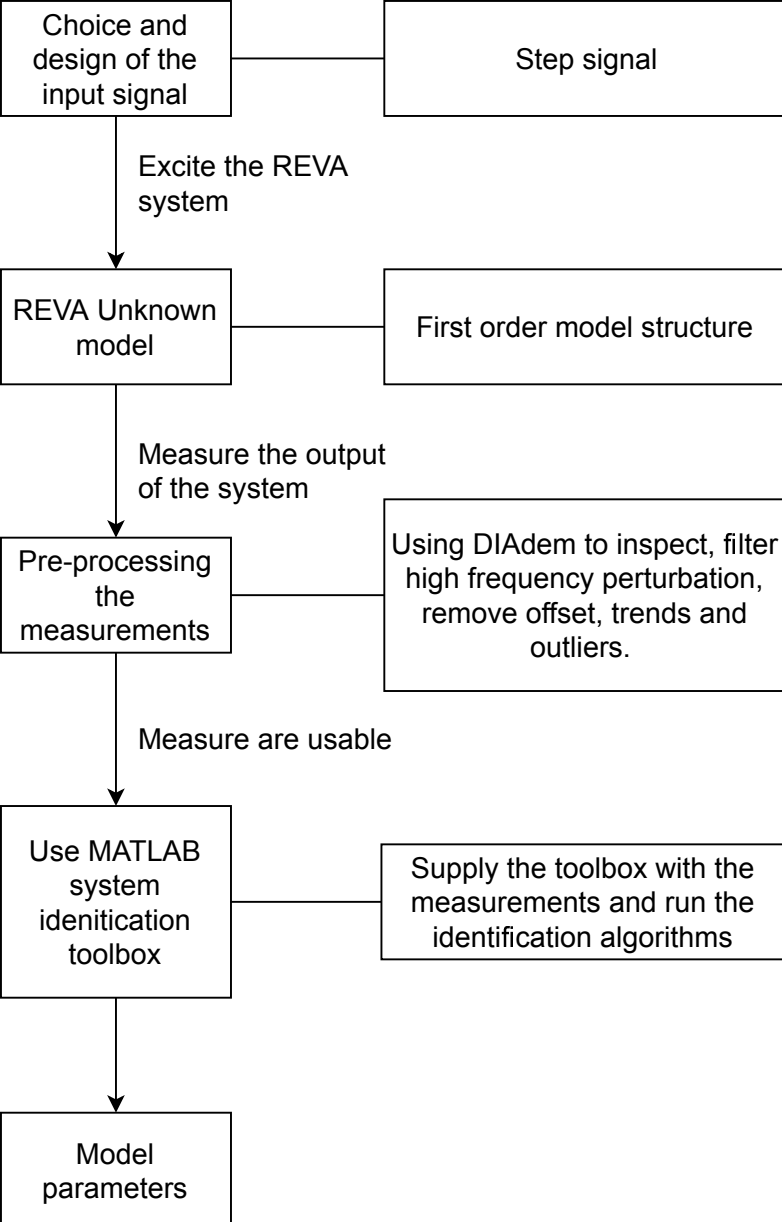 Choice and
design of the
input signal
Step signal
Excite the REVA
system
REVA Unknown
model
First order model structure
Measure the output
of the system
Pre-processing
the
measurements
Using DIAdem to inspect, filter
high frequency perturbation,
remove offset, trends and
outliers.
Measure are usable
Use MATLAB
system
idenitication
toolbox
Supply the toolbox with the
measurements and run the
identification algorithms
Model
parameters